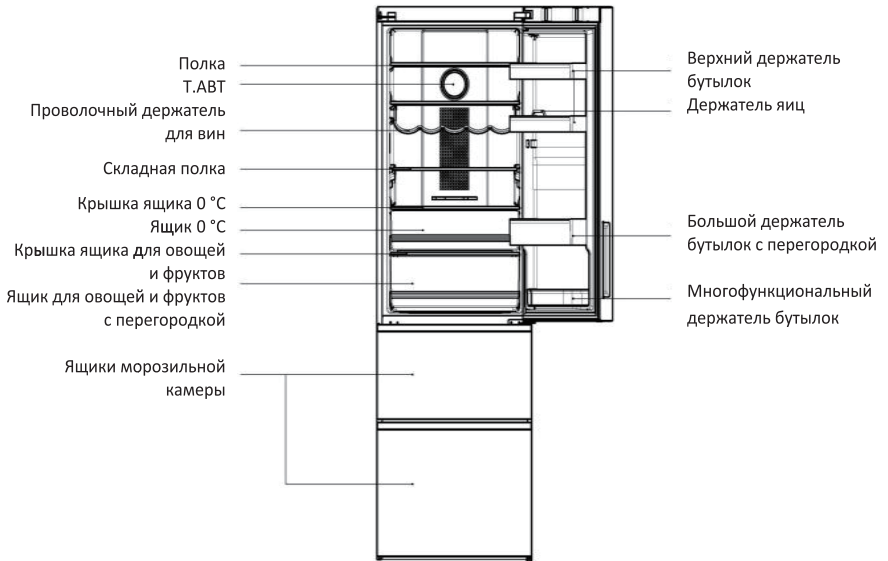 Полка
Т.АВТ
Проволочный держатель
для вин
Складная полка
Крышка ящика 0 °C
Ящик 0 °C
Крышка ящика для овощей
и фруктов
Ящик для овощей и фруктов
с перегородкой
Ящики морозильной
камеры
Верхний держатель
бутылок
Держатель яиц
Большой держатель
бутылок с перегородкой
Многофункциональный
держатель бутылок